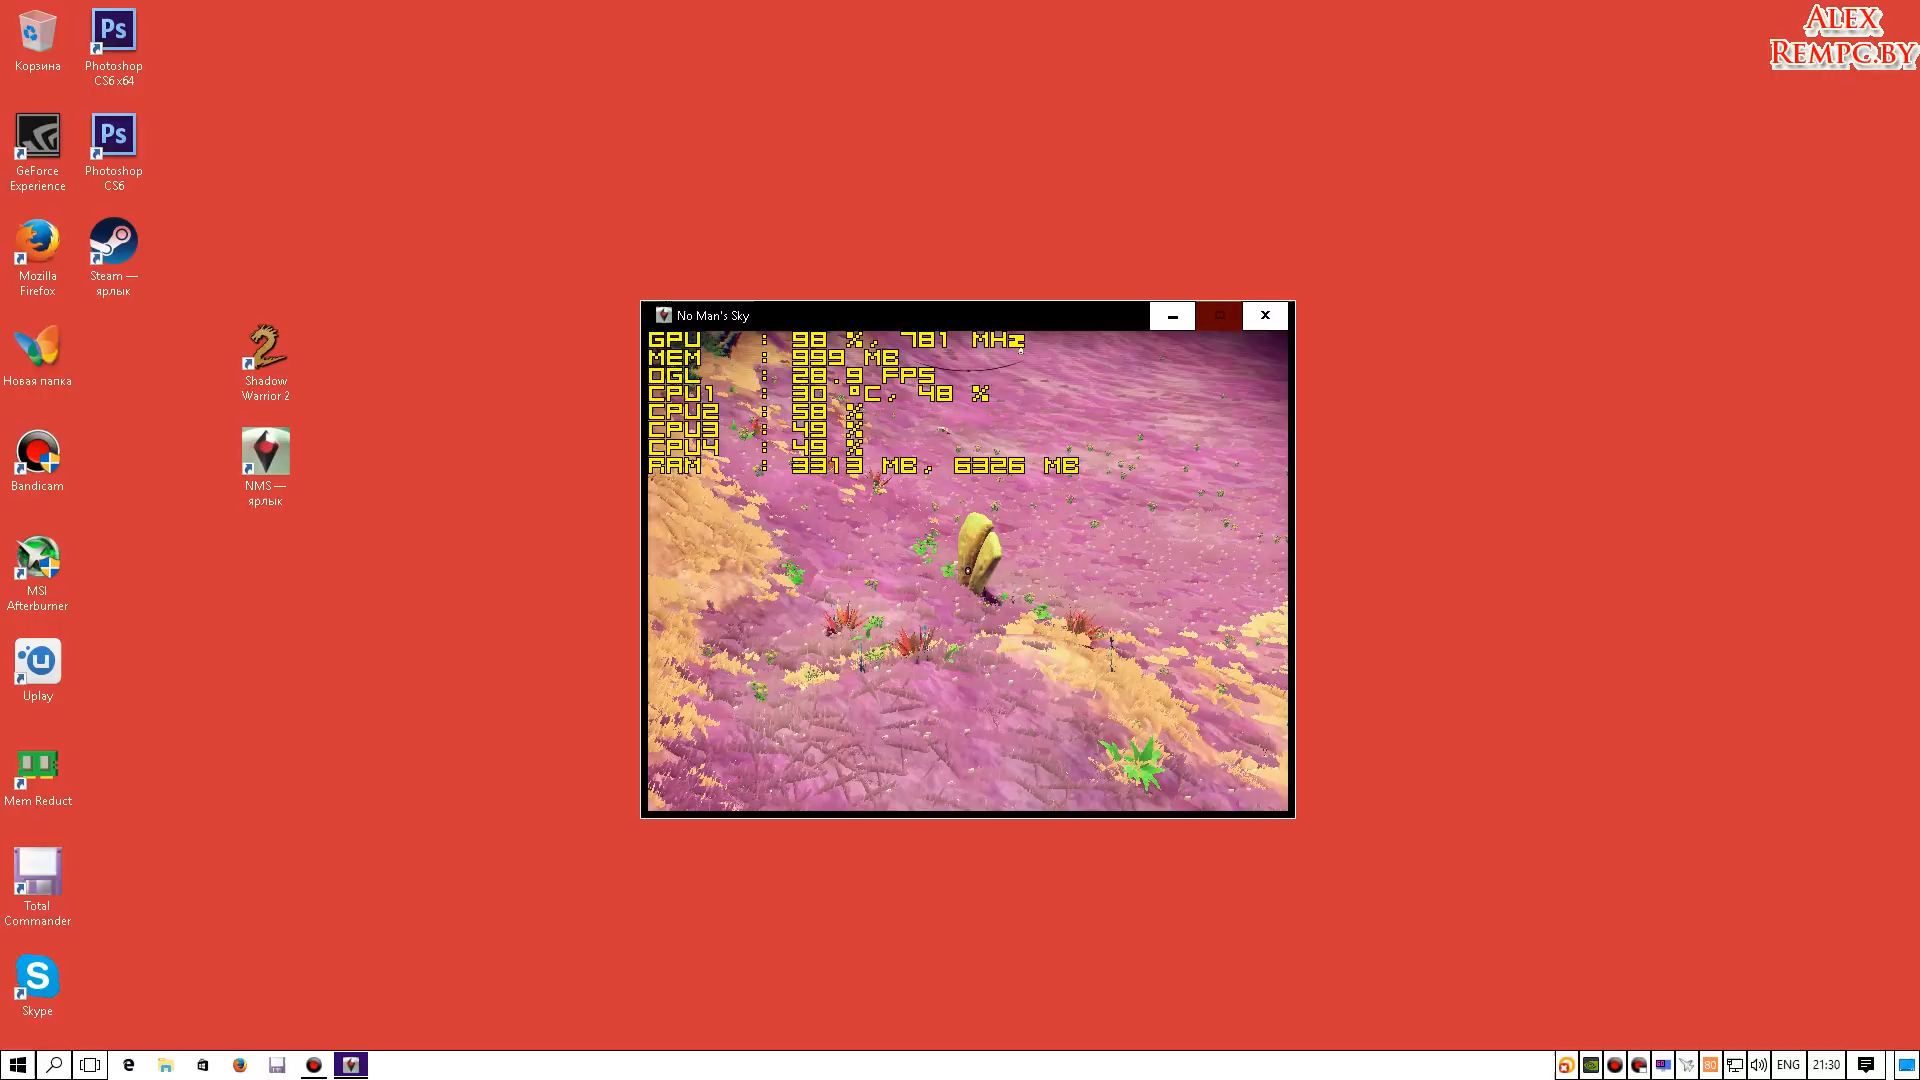 Корзина
Photoshop
CS6 x64
GeForce
Experience
Photoshop
CS6
Mozilla
Firefox
Steam —
ярлык
Новая папка
Shadow
Warrior 2
Bandicam
NMS —
ярлык
MSI
Afterburner
Uplay
Mem Reduct
Total
Commander
Skype
Alex
Rempc.by
No Man's Sky
GPU : 98 %, 781 MHz
MEM : 999 MB
OGL : 28.9 FPS
CPU1 : 30 °C, 48 %
CPU2 : 58 %
CPU3 : 49 %
CPU4 : 49 %
RAM : 3313 MB, 6326 MB
80
ENG
21:30